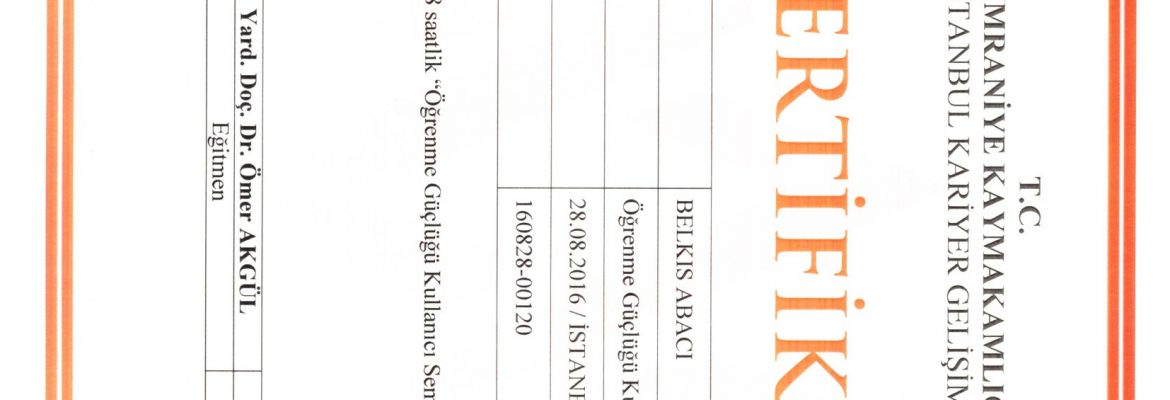 T.C.
MRANİYE KAYMAKAMLIĞ
TANBUL KARİYER GELİŞİM
ERTİFİK
BELKIS ABACI
Öğrenme Güçlüğü Ku
28.08.2016 / İSTANB
160828-00120
8 saatlik “Öğrenme Güçlüğü Kullanıcı Sem
Yard. Doç. Dr. Ömer AKGÜL
Eğitmen